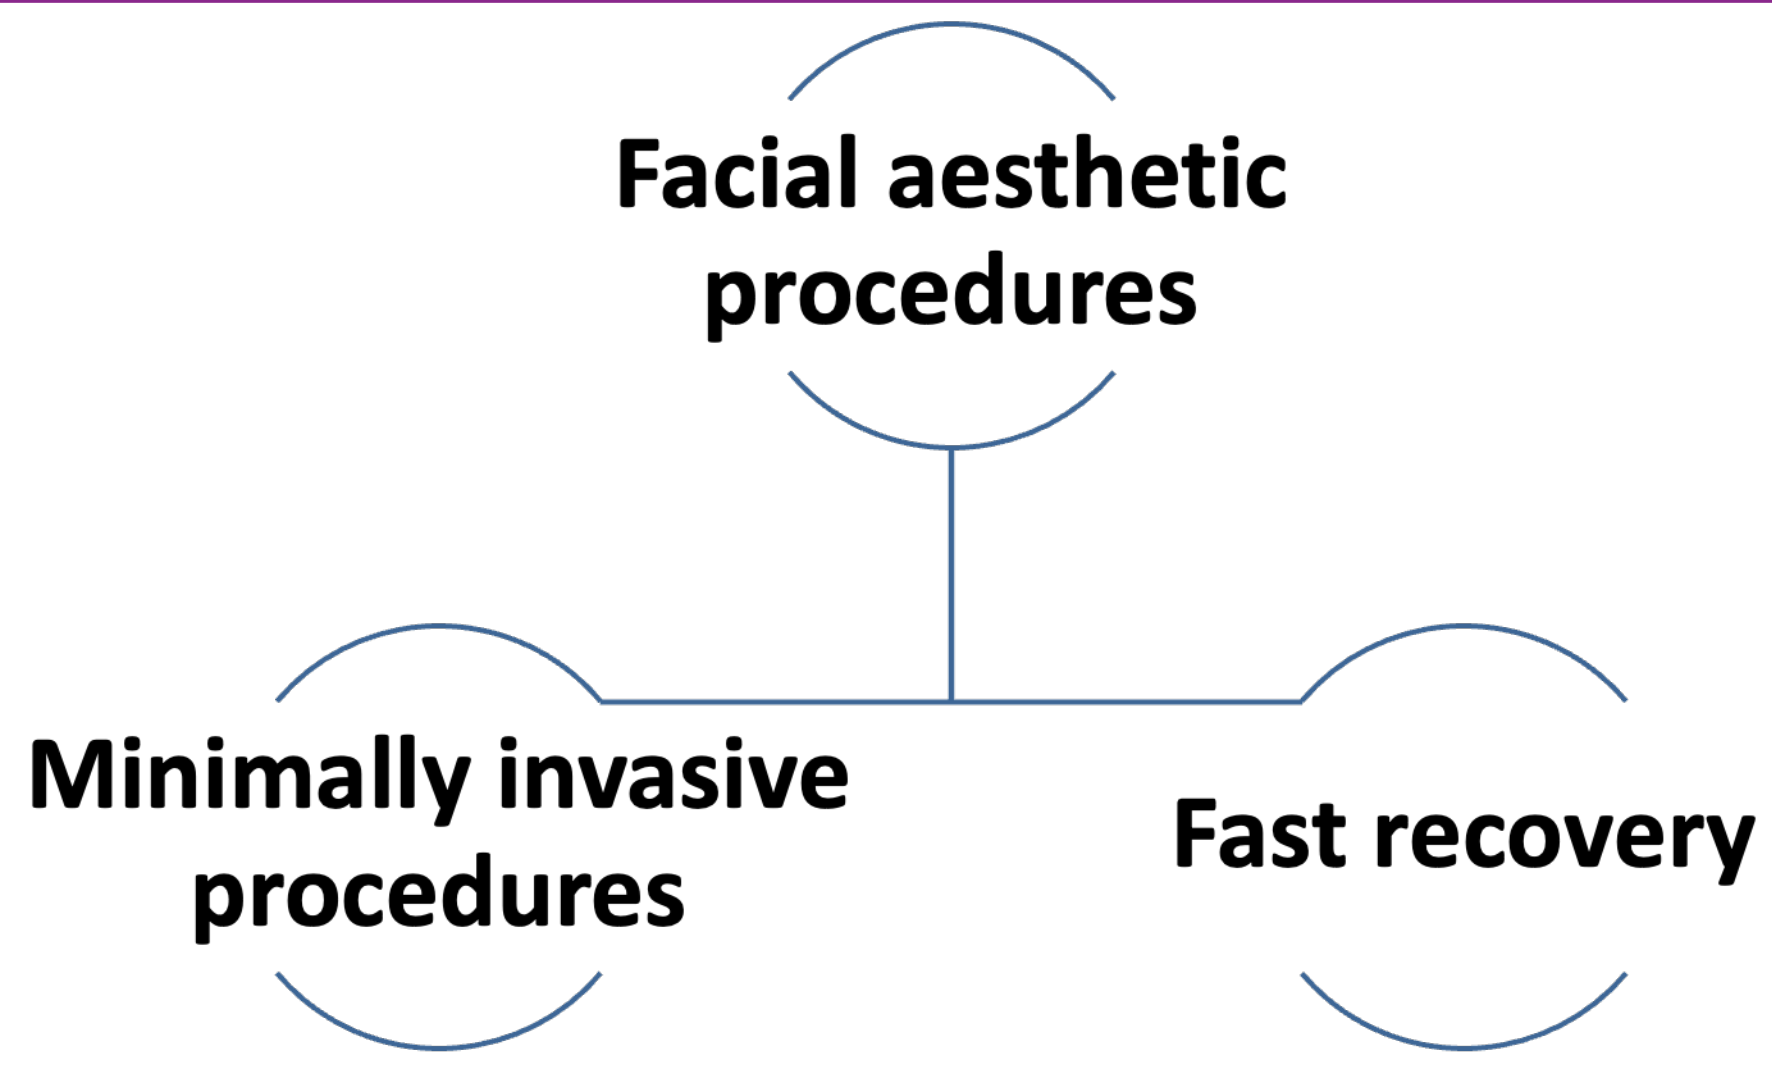 Facial aesthetic
procedures
Minimally invasive
procedures
Fast recovery